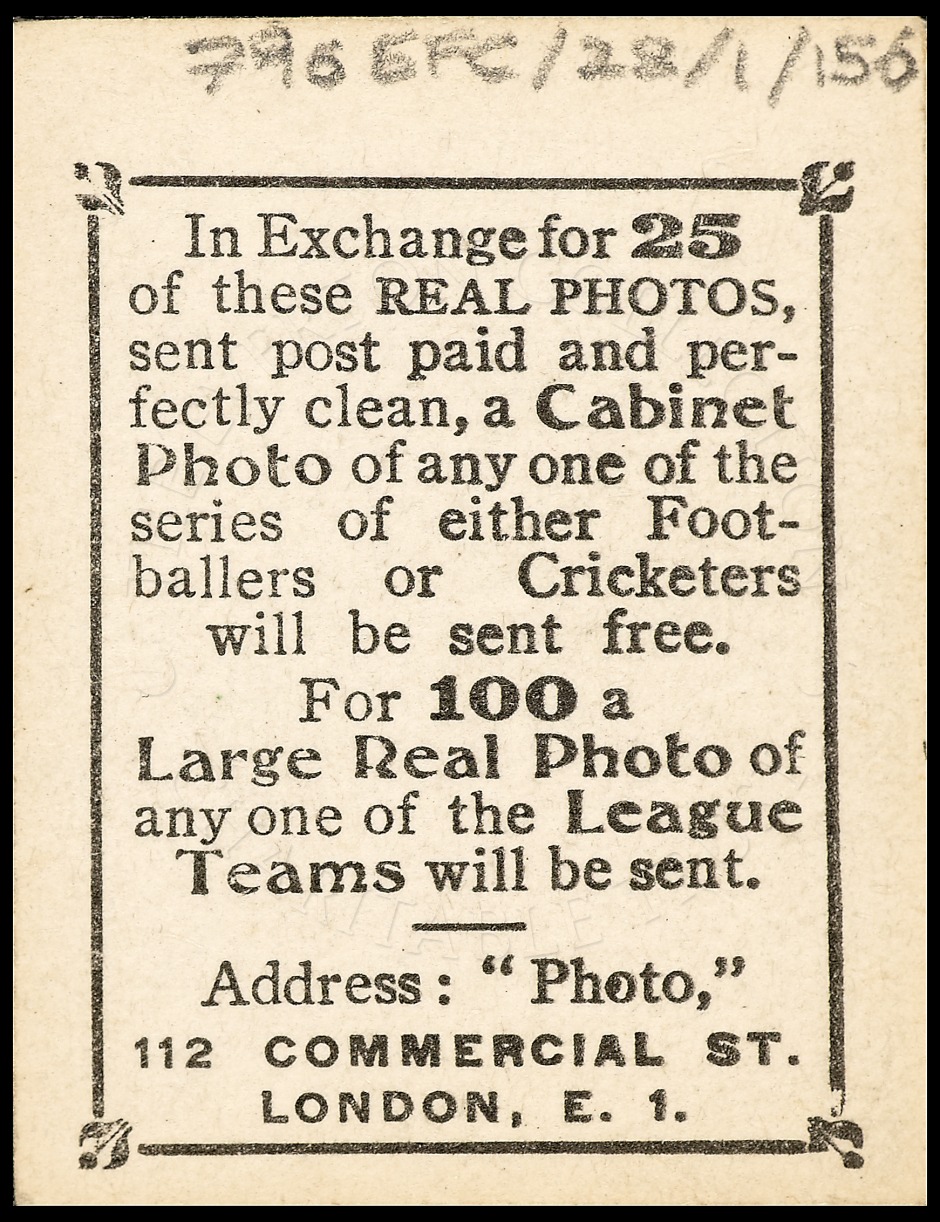 796 EFC/28/1/156
In Exchange for 25
of these REAL PHOTOS,
sent post paid and per-
fectly clean, a Cabinet
Photo of any one of the
series of either Foot-
ballers or Cricketers
will be sent free.
For 100 a
Large Real Photo of
any one of the League
Teams will be sent.
Address: "Photo,"
112 COMMERCIAL ST.
LONDON, E. 1.